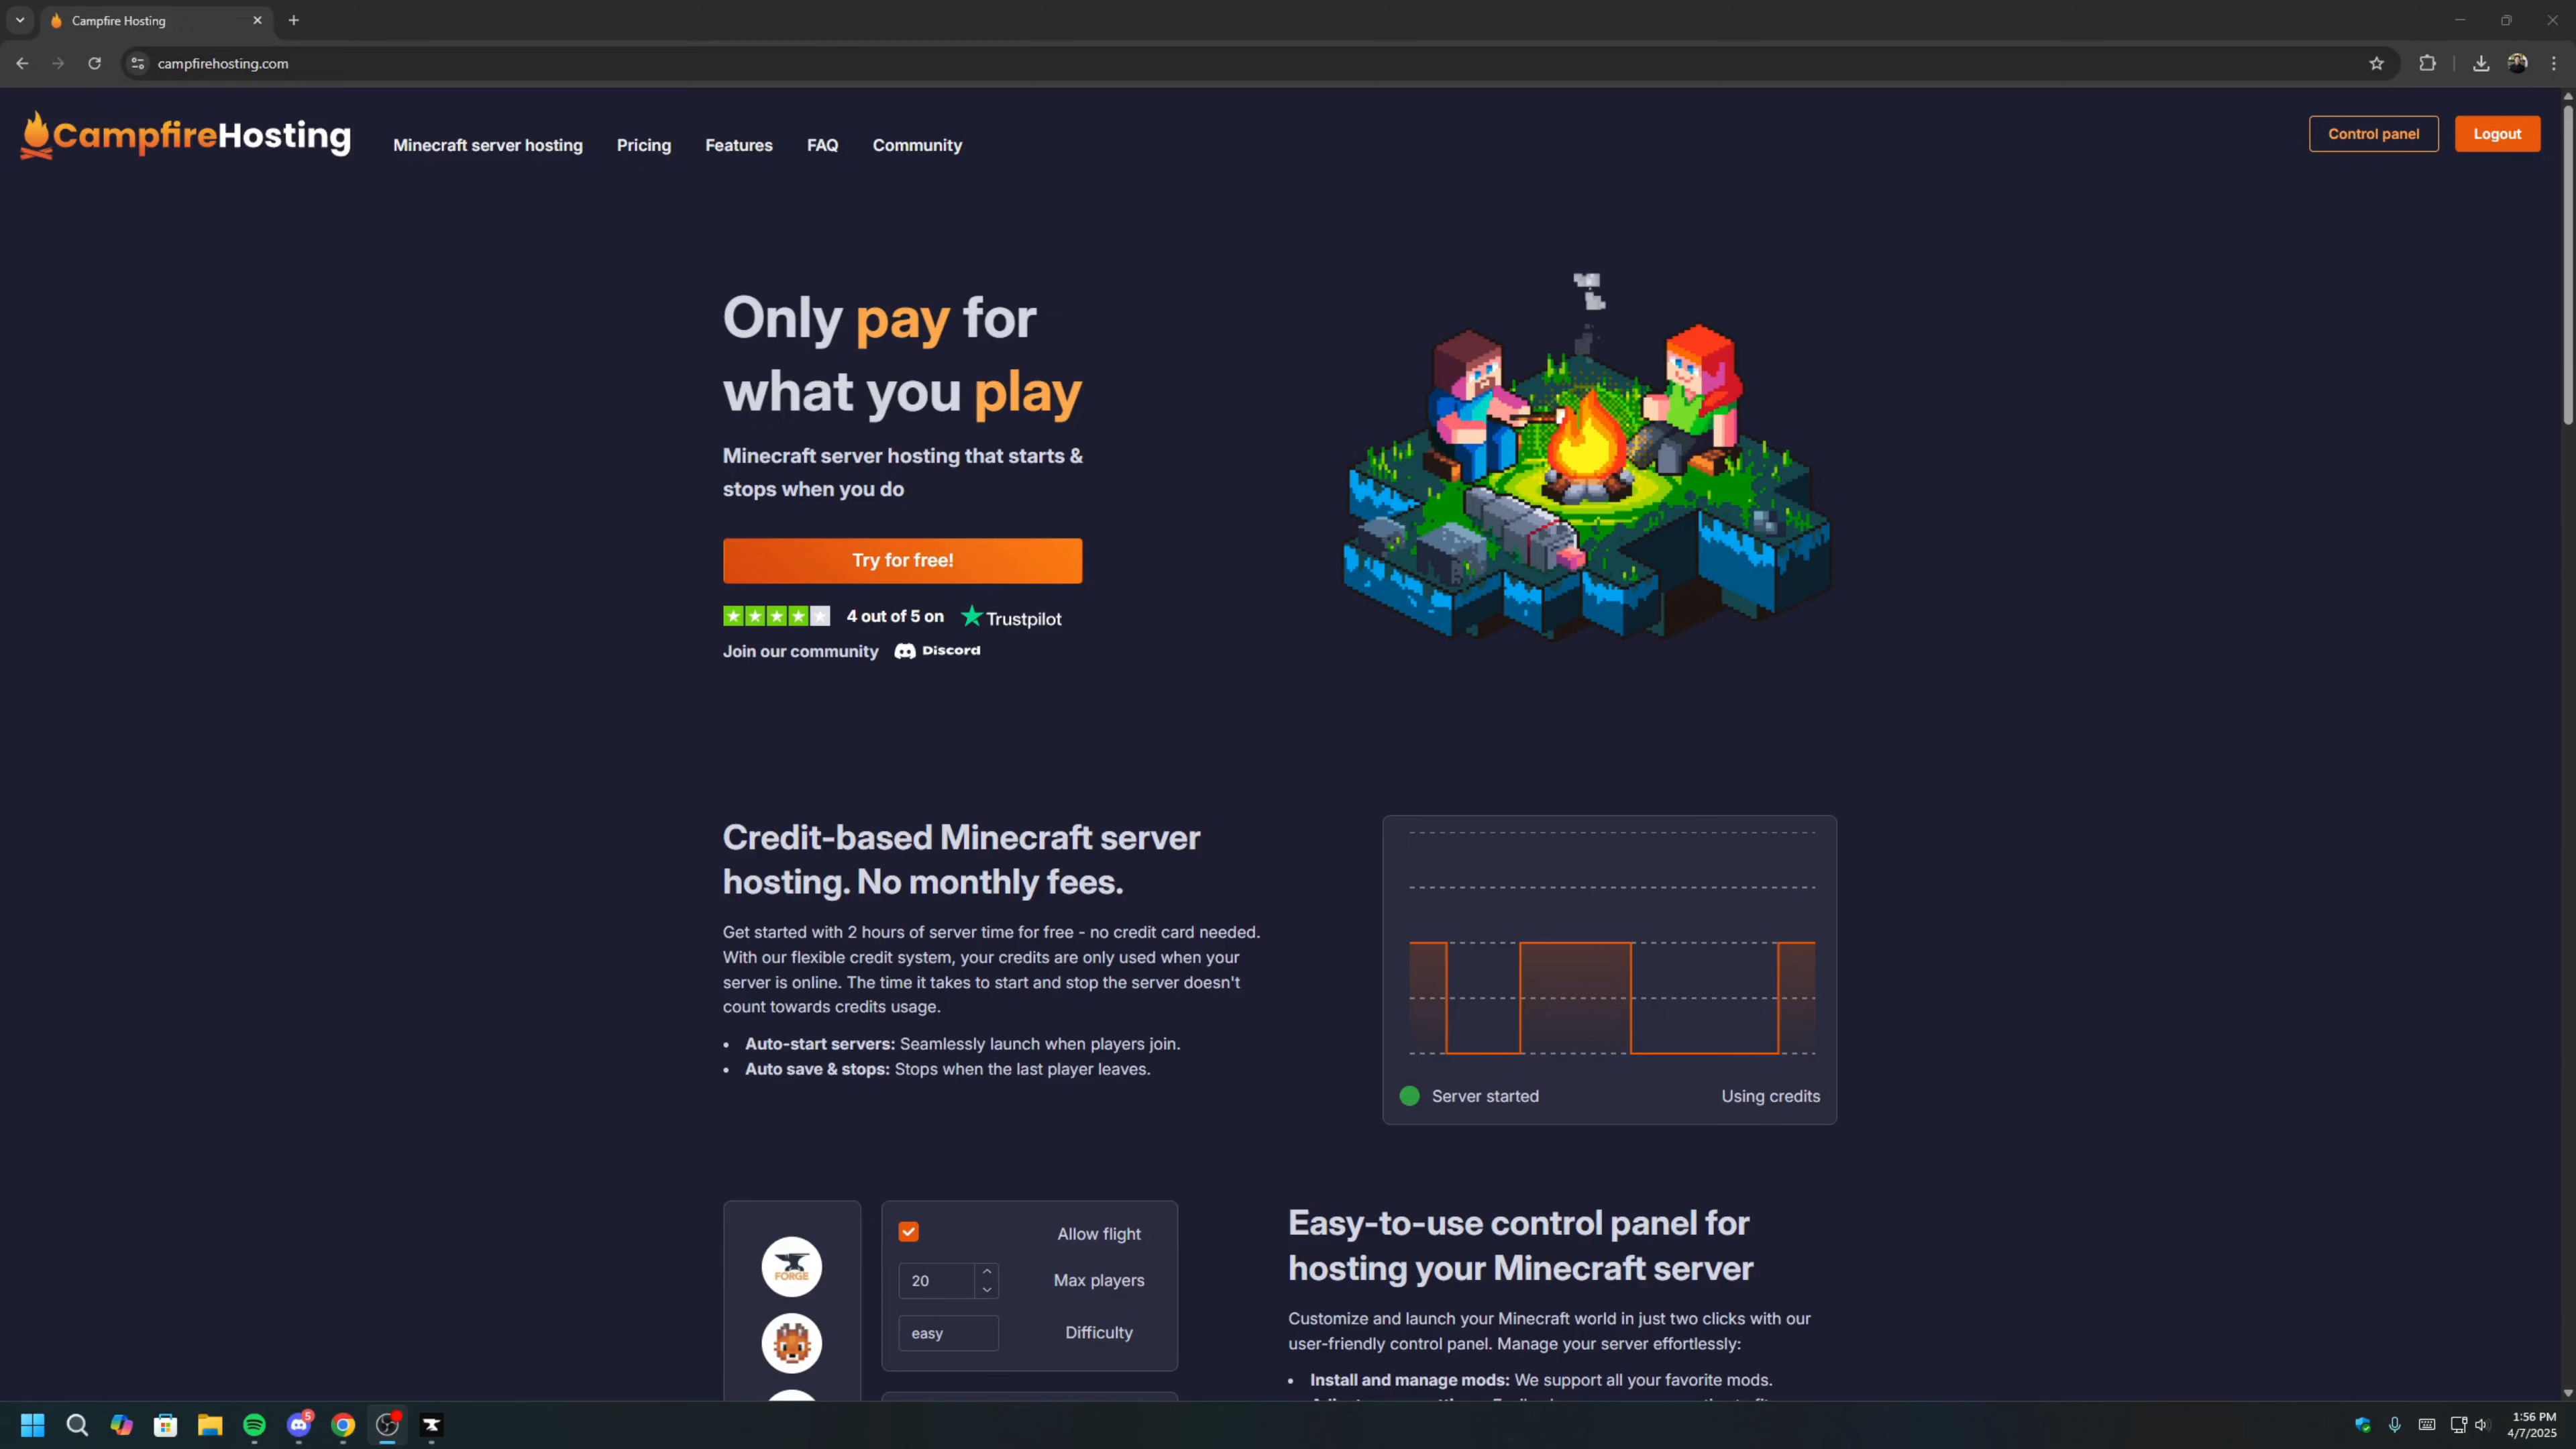 Campfire Hosting
campfirehosting.com
CampfireHosting
Minecraft server hosting
Pricing
Features
FAQ
Community
Control panel
Logout
Only pay for
what you play
Minecraft server hosting that starts &
stops when you do
Try for free!
4 out of 5 on
Trustpilot
Join our community
Discord
Credit-based Minecraft server
hosting. No monthly fees.
Get started with 2 hours of server time for free - no credit card needed.
With our flexible credit system, your credits are only used when your
server is online. The time it takes to start and stop the server doesn't
count towards credits usage.
• Auto-start servers: Seamlessly launch when players join.
• Auto save & stops: Stops when the last player leaves.
Server started
Using credits
FORGE
Allow flight
20
Max players
easy
Difficulty
Easy-to-use control panel for
hosting your Minecraft server
Customize and launch your Minecraft world in just two clicks with our
user-friendly control panel. Manage your server effortlessly:
• Install and manage mods: We support all your favorite mods.
5
1:56 PM
4/7/2025